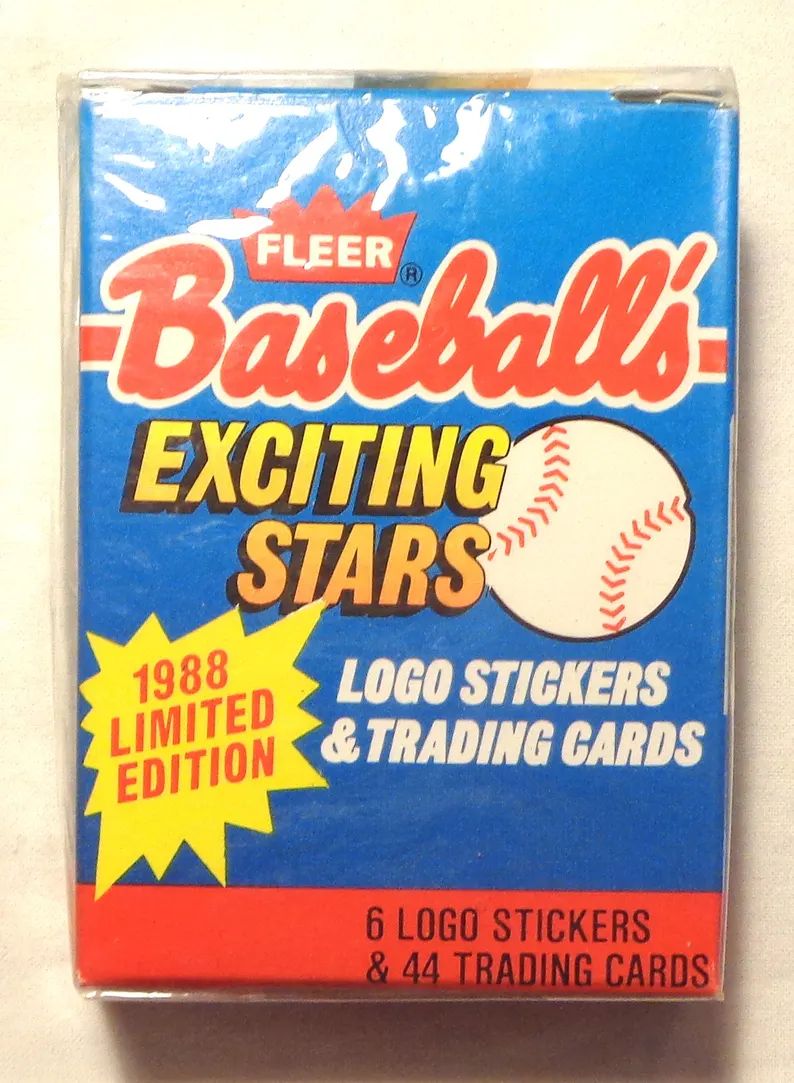 FLEER®
Baseball's
EXCITING
STARS
1988
LIMITED
EDITION
LOGO STICKERS
& TRADING CARDS
6 LOGO STICKERS
& 44 TRADING CARDS